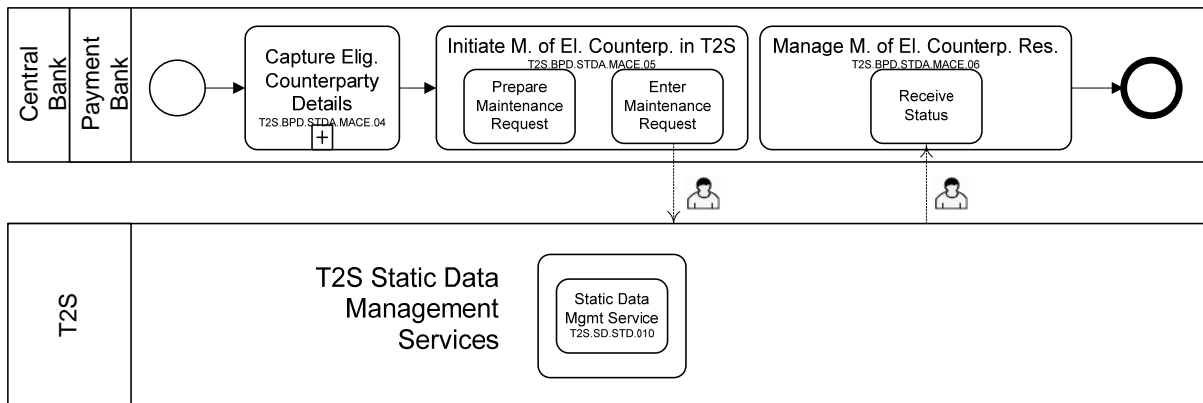 Central
Bank
Payment
Bank
Capture Elig.
Counterparty
Details
T2S.BPD.STDA.MACE.04
+
Initiate M. of El. Counterp. in T2S
T2S.BPD.STDA.MACE.05
Prepare
Maintenance
Request
Enter
Maintenance
Request
Manage M. of El. Counterp. Res.
T2S.BPD.STDA.MACE.06
Receive
Status
T2S
T2S Static Data
Management
Services
Static Data
Mgmt Service
T2S.SD.STD.010